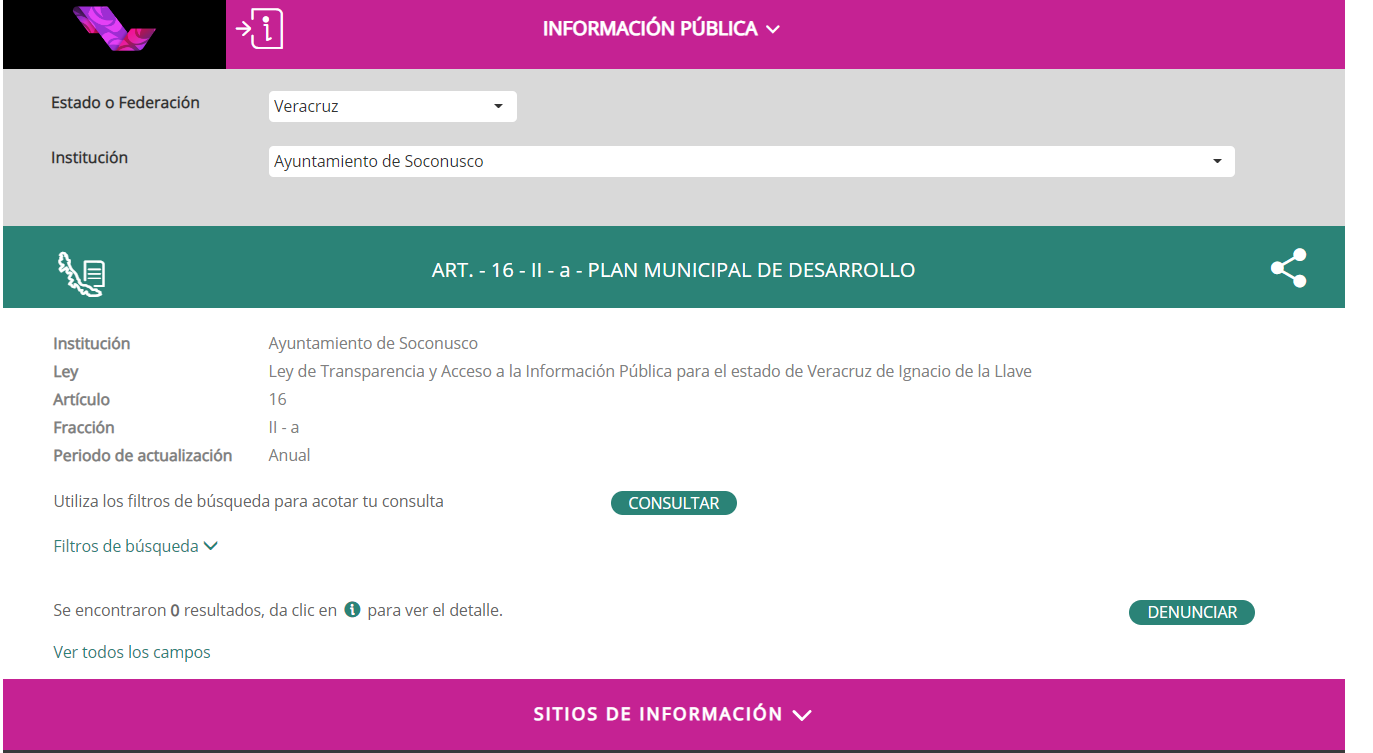 INFORMACIÓN PÚBLICA
Estado o Federación Veracruz
Institución Ayuntamiento de Soconusco
ART. - 16 - II - a - PLAN MUNICIPAL DE DESARROLLO
Institución Ayuntamiento de Soconusco
Ley Ley de Transparencia y Acceso a la Información Pública para el estado de Veracruz de Ignacio de la Llave
Artículo 16
Fracción II - a
Periodo de actualización Anual
Utiliza los filtros de búsqueda para acotar tu consulta CONSULTAR
Filtros de búsqueda
Se encontraron 0 resultados, da clic en i para ver el detalle. DENUNCIAR
Ver todos los campos
SITIOS DE INFORMACIÓN